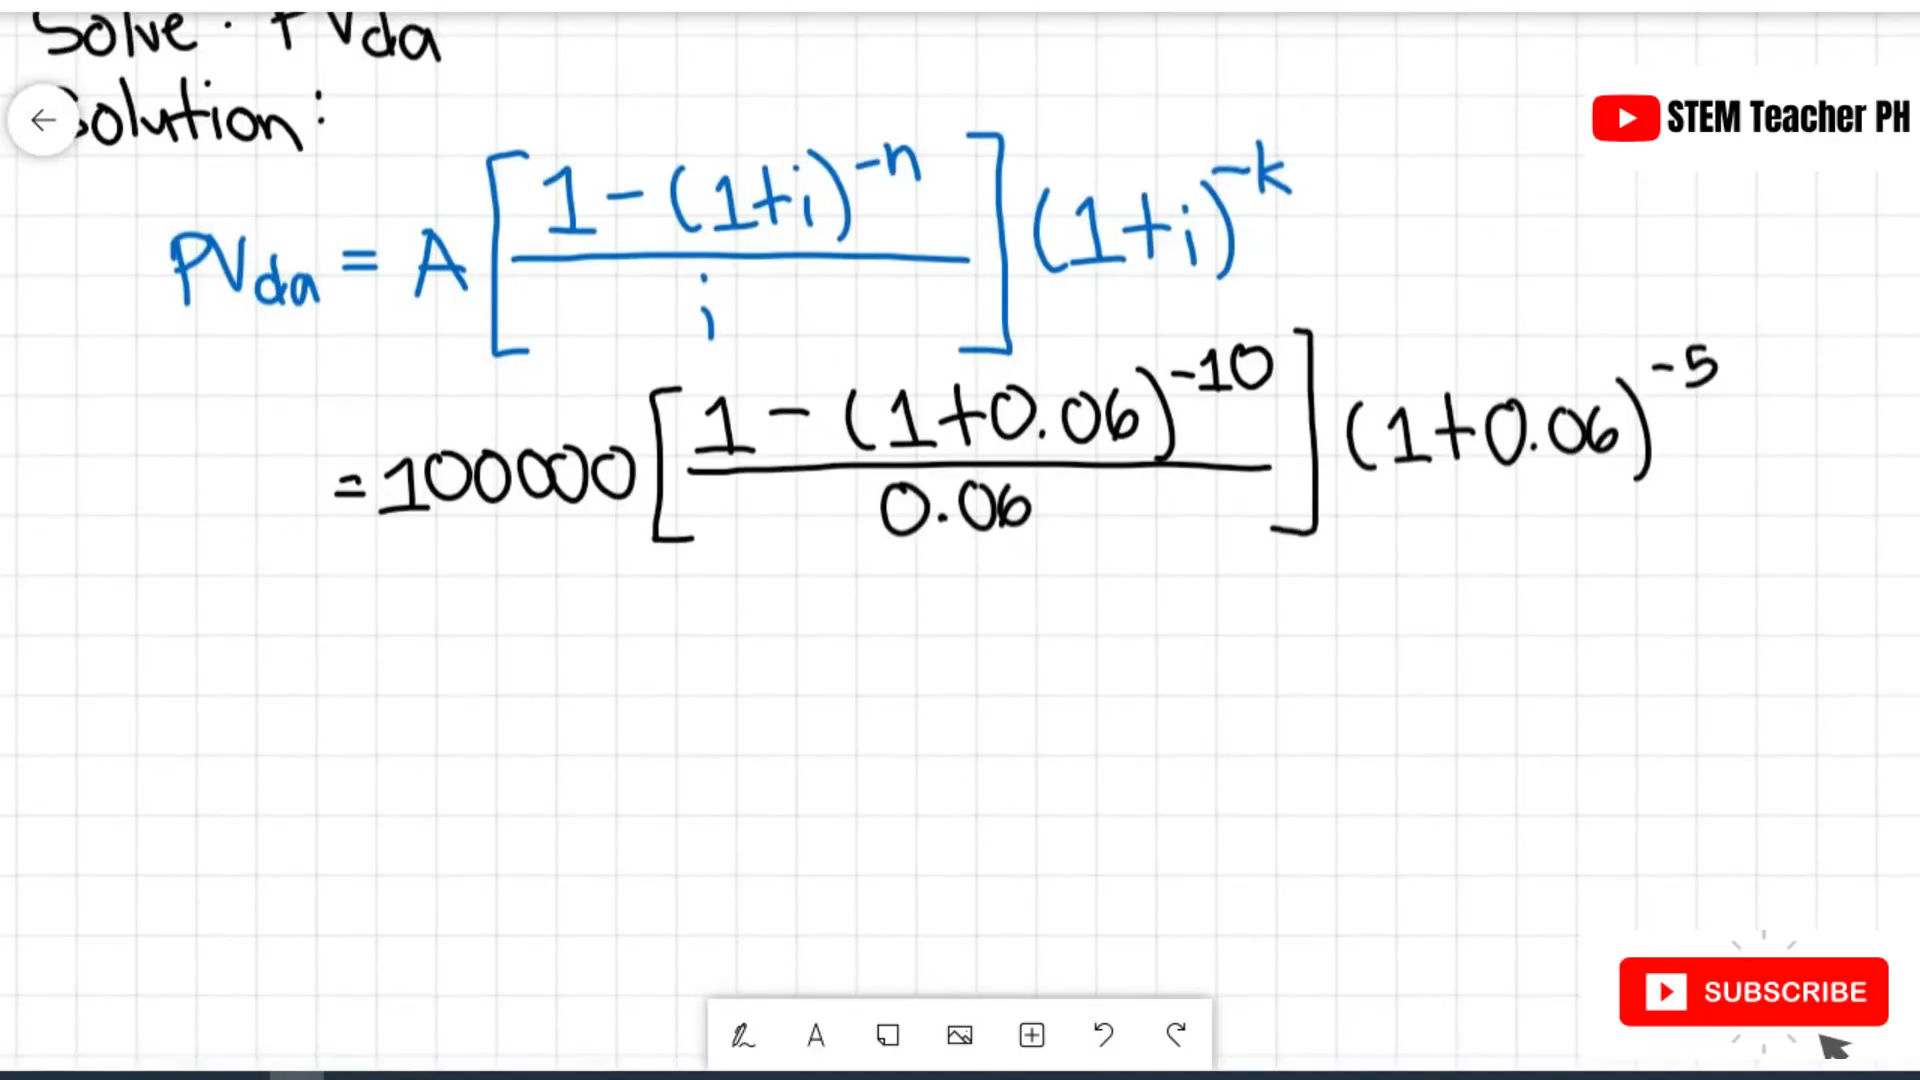 Solve: PVda
Solution:
STEM Teacher PH
PVda = A [ 1 - (1+i)^-n / i ] (1+i)^-k
= 100000 [ 1 - (1+0.06)^-10 / 0.06 ] (1+0.06)^-5
SUBSCRIBE
A